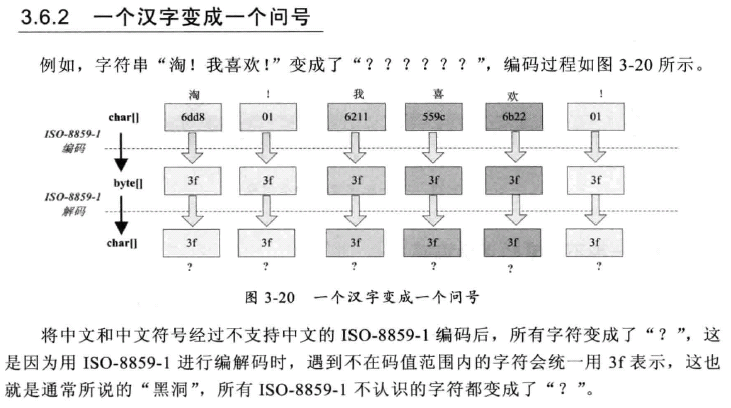 3.6.2 一个汉字变成一个问号
例如，字符串“淘！我喜欢！”变成了“？？？？？？？”，编码过程如图 3-20 所示。
淘 ! 我 喜 欢 !
char[] 6dd8 01 6211 559c 6b22 01
ISO-8859-1
编码
byte[] 3f 3f 3f 3f 3f 3f
ISO-8859-1
解码
char[] 3f 3f 3f 3f 3f 3f
? ? ? ? ? ?
图 3-20 一个汉字变成一个问号
将中文和中文符号经过不支持中文的 ISO-8859-1 编码后，所有字符变成了“？”，这
是因为用 ISO-8859-1 进行编解码时，遇到不在码值范围内的字符会统一用 3f 表示，这也
就是通常所说的“黑洞”，所有 ISO-8859-1 不认识的字符都变成了“？”。